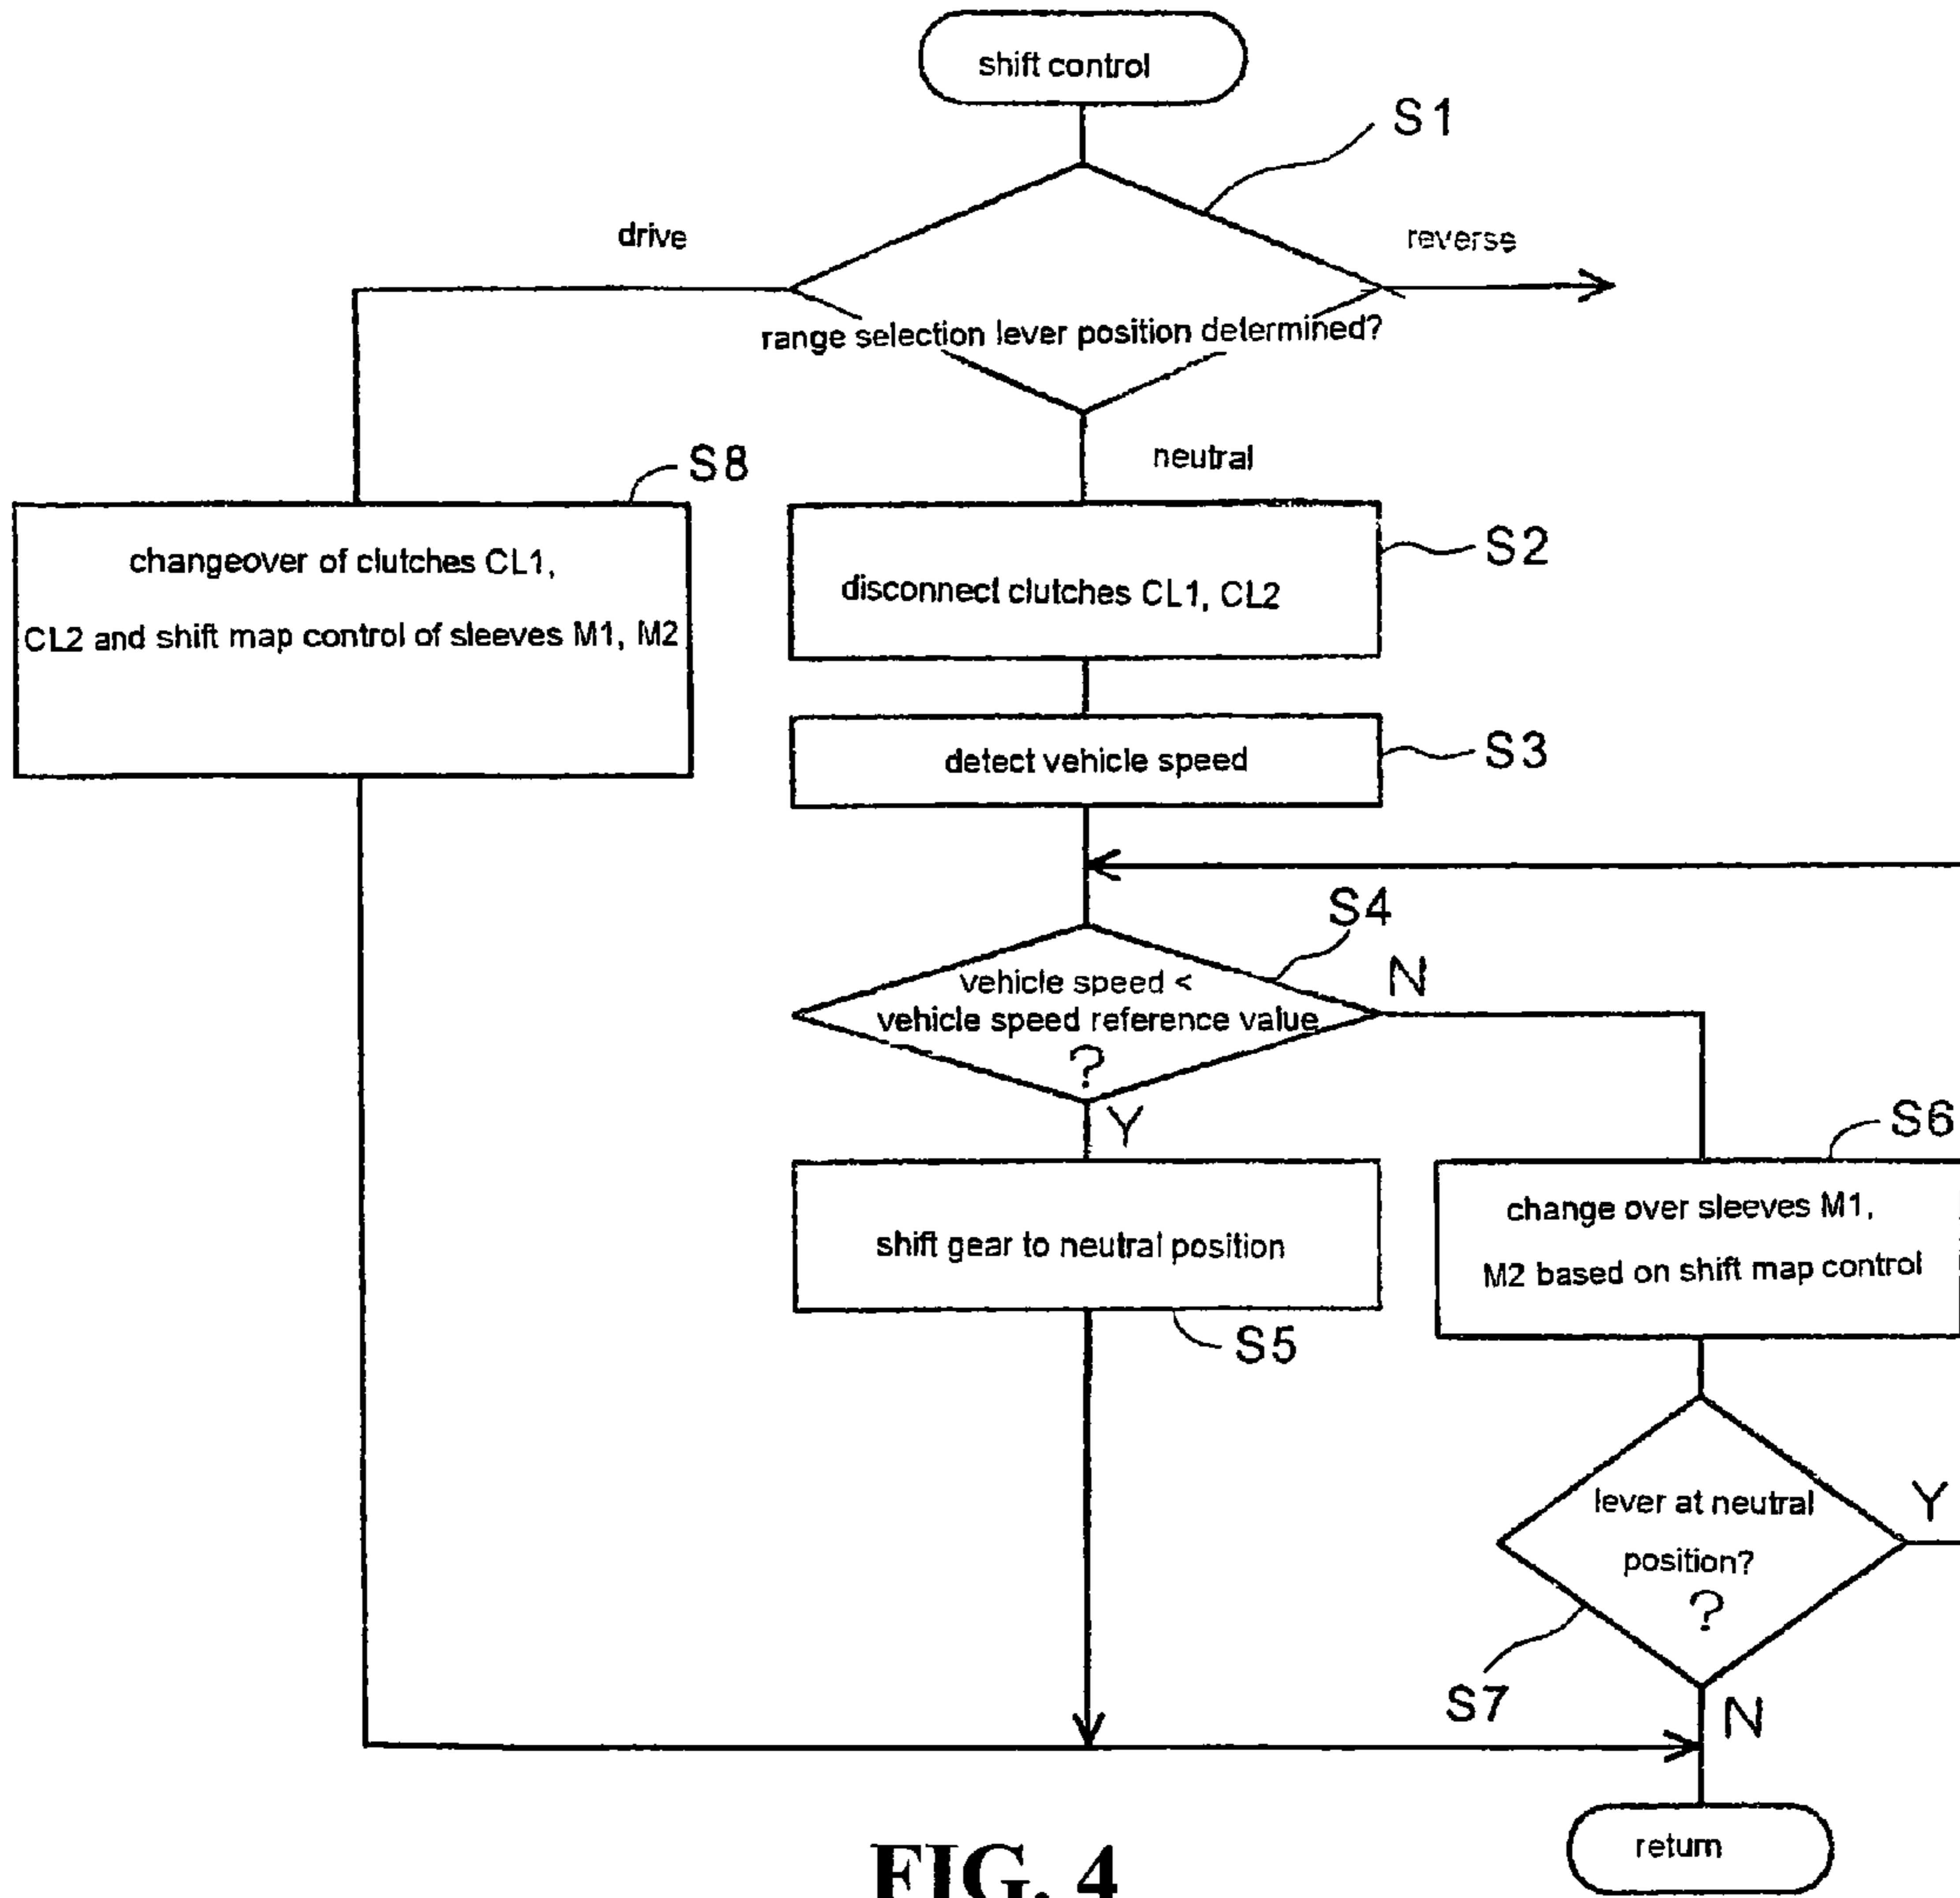 shift control
S1
drive
reverse
range selection lever position determined?
neutral
S8
changeover of clutches CL1,
CL2 and shift map control of sleeves M1, M2
S2
disconnect clutches CL1, CL2
S3
detect vehicle speed
S4
N
vehicle speed <
vehicle speed reference value
?
Y
S6
change over sleeves M1,
M2 based on shift map control
shift gear to neutral position
S5
lever at neutral
position?
?
Y
S7
N
return
FIG. 4